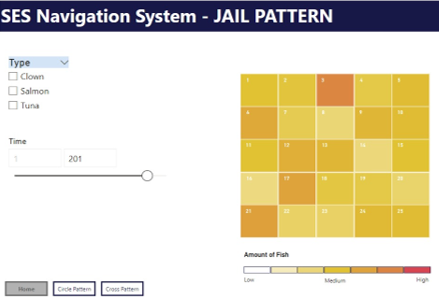 SES Navigation System - JAIL PATTERN
Type
Clown
Salmon
Tuna
Time
1 201
1 2 3 4 5
6 7 8 9 10
11 12 13 14 15
16 17 18 19 20
21 22 23 24 25
Amount of Fish
Low Medium High
Home Circle Pattern Cross Pattern